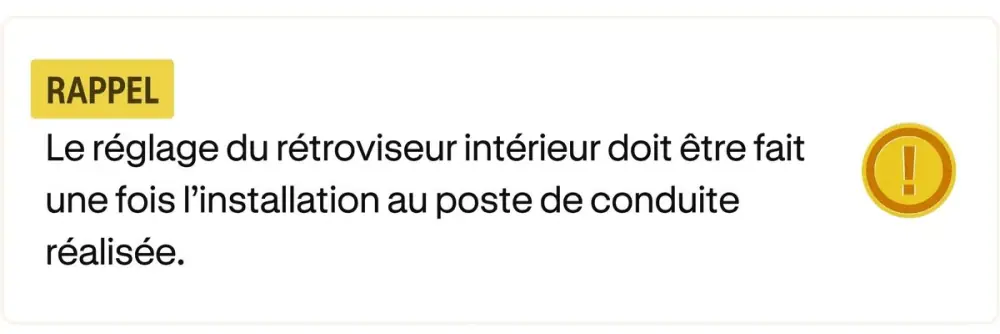 RAPPEL
Le réglage du rétroviseur intérieur doit être fait
une fois l’installation au poste de conduite
réalisée.
!